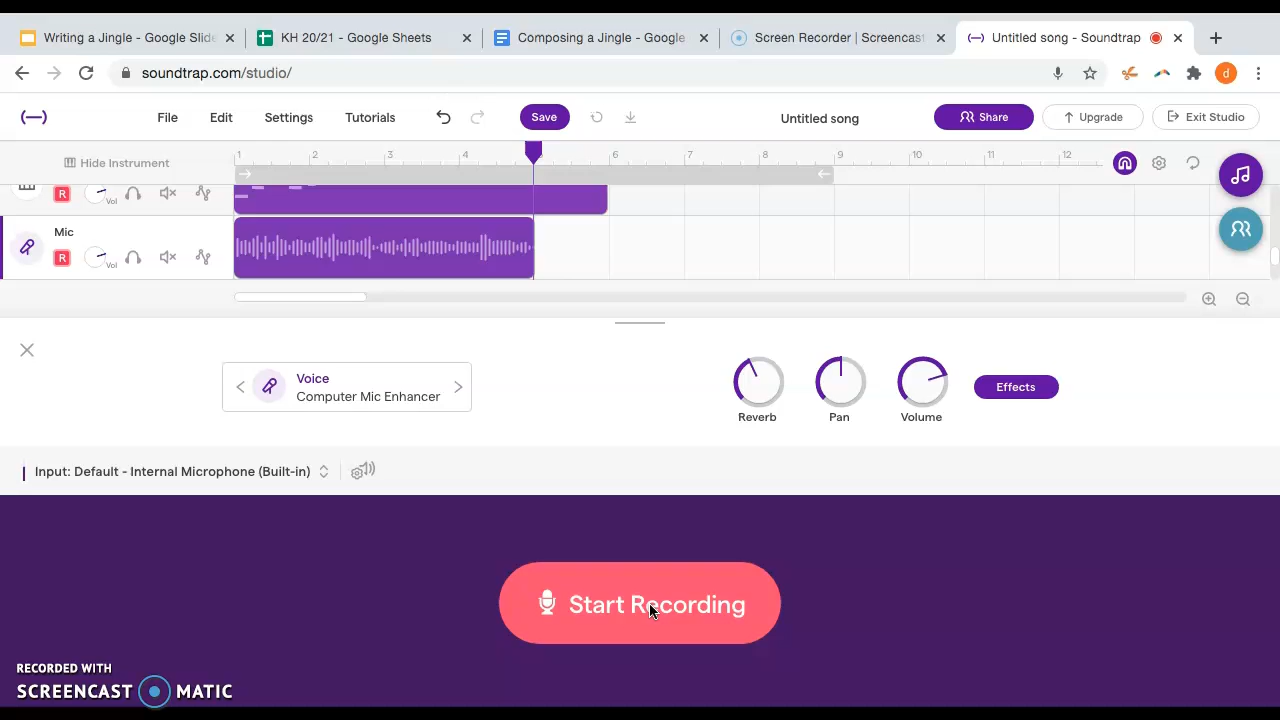 Writing a Jingle - Google Slide
KH 20/21 - Google Sheets
Composing a Jingle - Google
Screen Recorder | Screencast
Untitled song - Soundtrap
soundtrap.com/studio/
d
File
Edit
Settings
Tutorials
Save
Untitled song
Share
Upgrade
Exit Studio
Hide Instrument
1 2 3 4 5 6 7 8 9 10 11 12
R
Vol
Mic
R
Vol
Voice
Computer Mic Enhancer
Reverb
Pan
Volume
Effects
Input: Default - Internal Microphone (Built-in)
Start Recording
RECORDED WITH
SCREENCAST MATIC